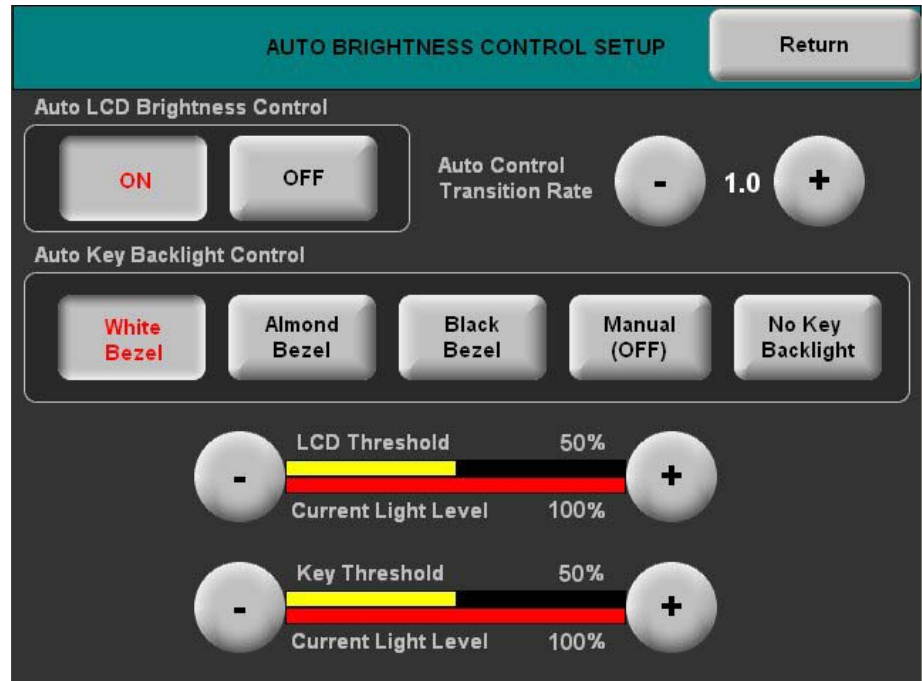 AUTO BRIGHTNESS CONTROL SETUP
Return
Auto LCD Brightness Control
ON
OFF
Auto Control
Transition Rate
-
1.0
+
Auto Key Backlight Control
White
Bezel
Almond
Bezel
Black
Bezel
Manual
(OFF)
No Key
Backlight
LCD Threshold 50%
-
+
Current Light Level 100%
Key Threshold 50%
-
+
Current Light Level 100%